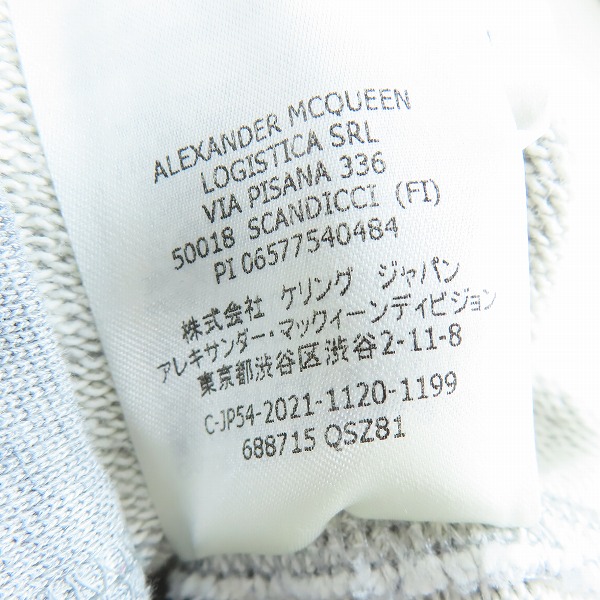 ALEXANDER MCQUEEN
LOGISTICA SRL
VIA PISANA 336
50018 SCANDICCI (FI)
PI 06577540484
株式会社 ケリング ジャパン
アレキサンダー・マックィーンディビジョン
東京都渋谷区渋谷2-11-8
C-JP54-2021-1120-1199
688715 QSZ81